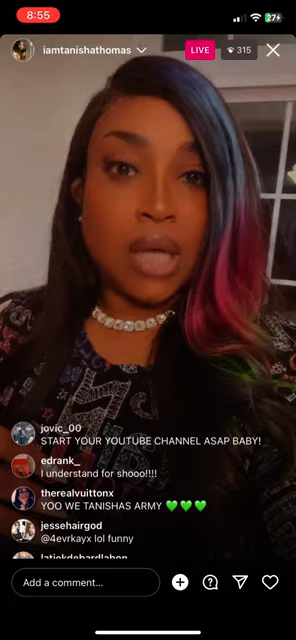 8:55
27
iamtanishathomas
LIVE
315
jovic_00
START YOUR YOUTUBE CHANNEL ASAP BABY!
edrank_
I understand for shooo!!!!
therealvuittonx
YOO WE TANISHAS ARMY 💚💚💚
jessehairgod
@4evrkayx lol funny
latiekdebardlabon
Add a comment...